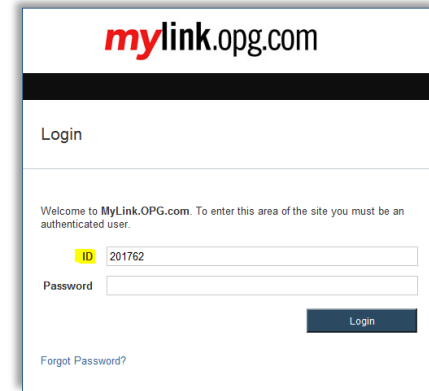 mylink.opg.com
Login
Welcome to MyLink.OPG.com. To enter this area of the site you must be an
authenticated user.
ID 201762
Password
Login
Forgot Password?